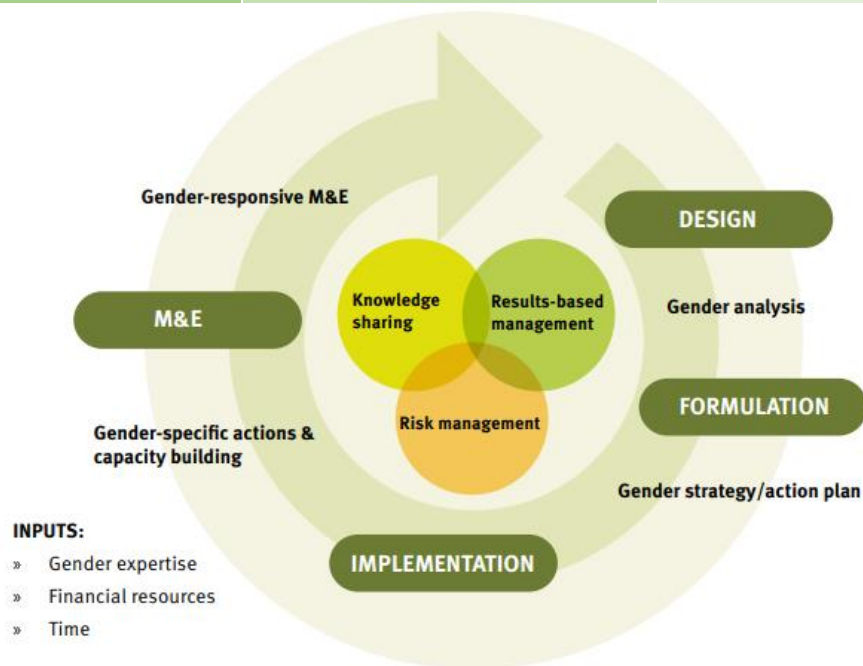 Gender-responsive M&E
DESIGN
Knowledge
sharing
Results-based
management
Gender analysis
M&E
Risk management
FORMULATION
Gender-specific actions &
capacity building
Gender strategy/action plan
INPUTS:
» Gender expertise
» Financial resources
» Time
IMPLEMENTATION